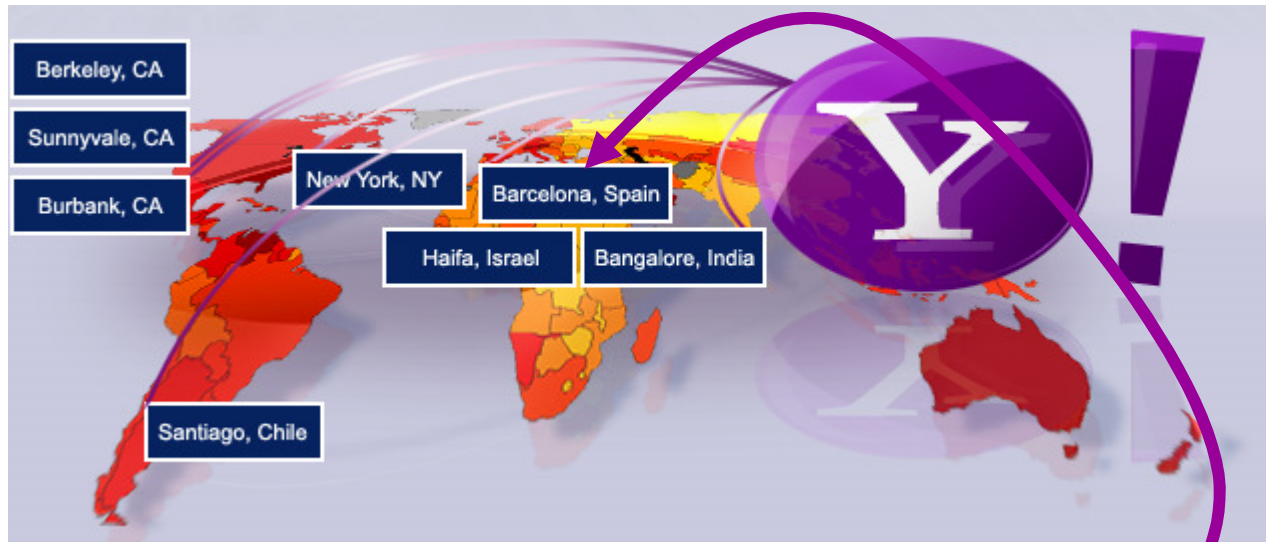 Berkeley, CA
Sunnyvale, CA
Burbank, CA
New York, NY
Barcelona, Spain
Haifa, Israel
Bangalore, India
Santiago, Chile
Y!